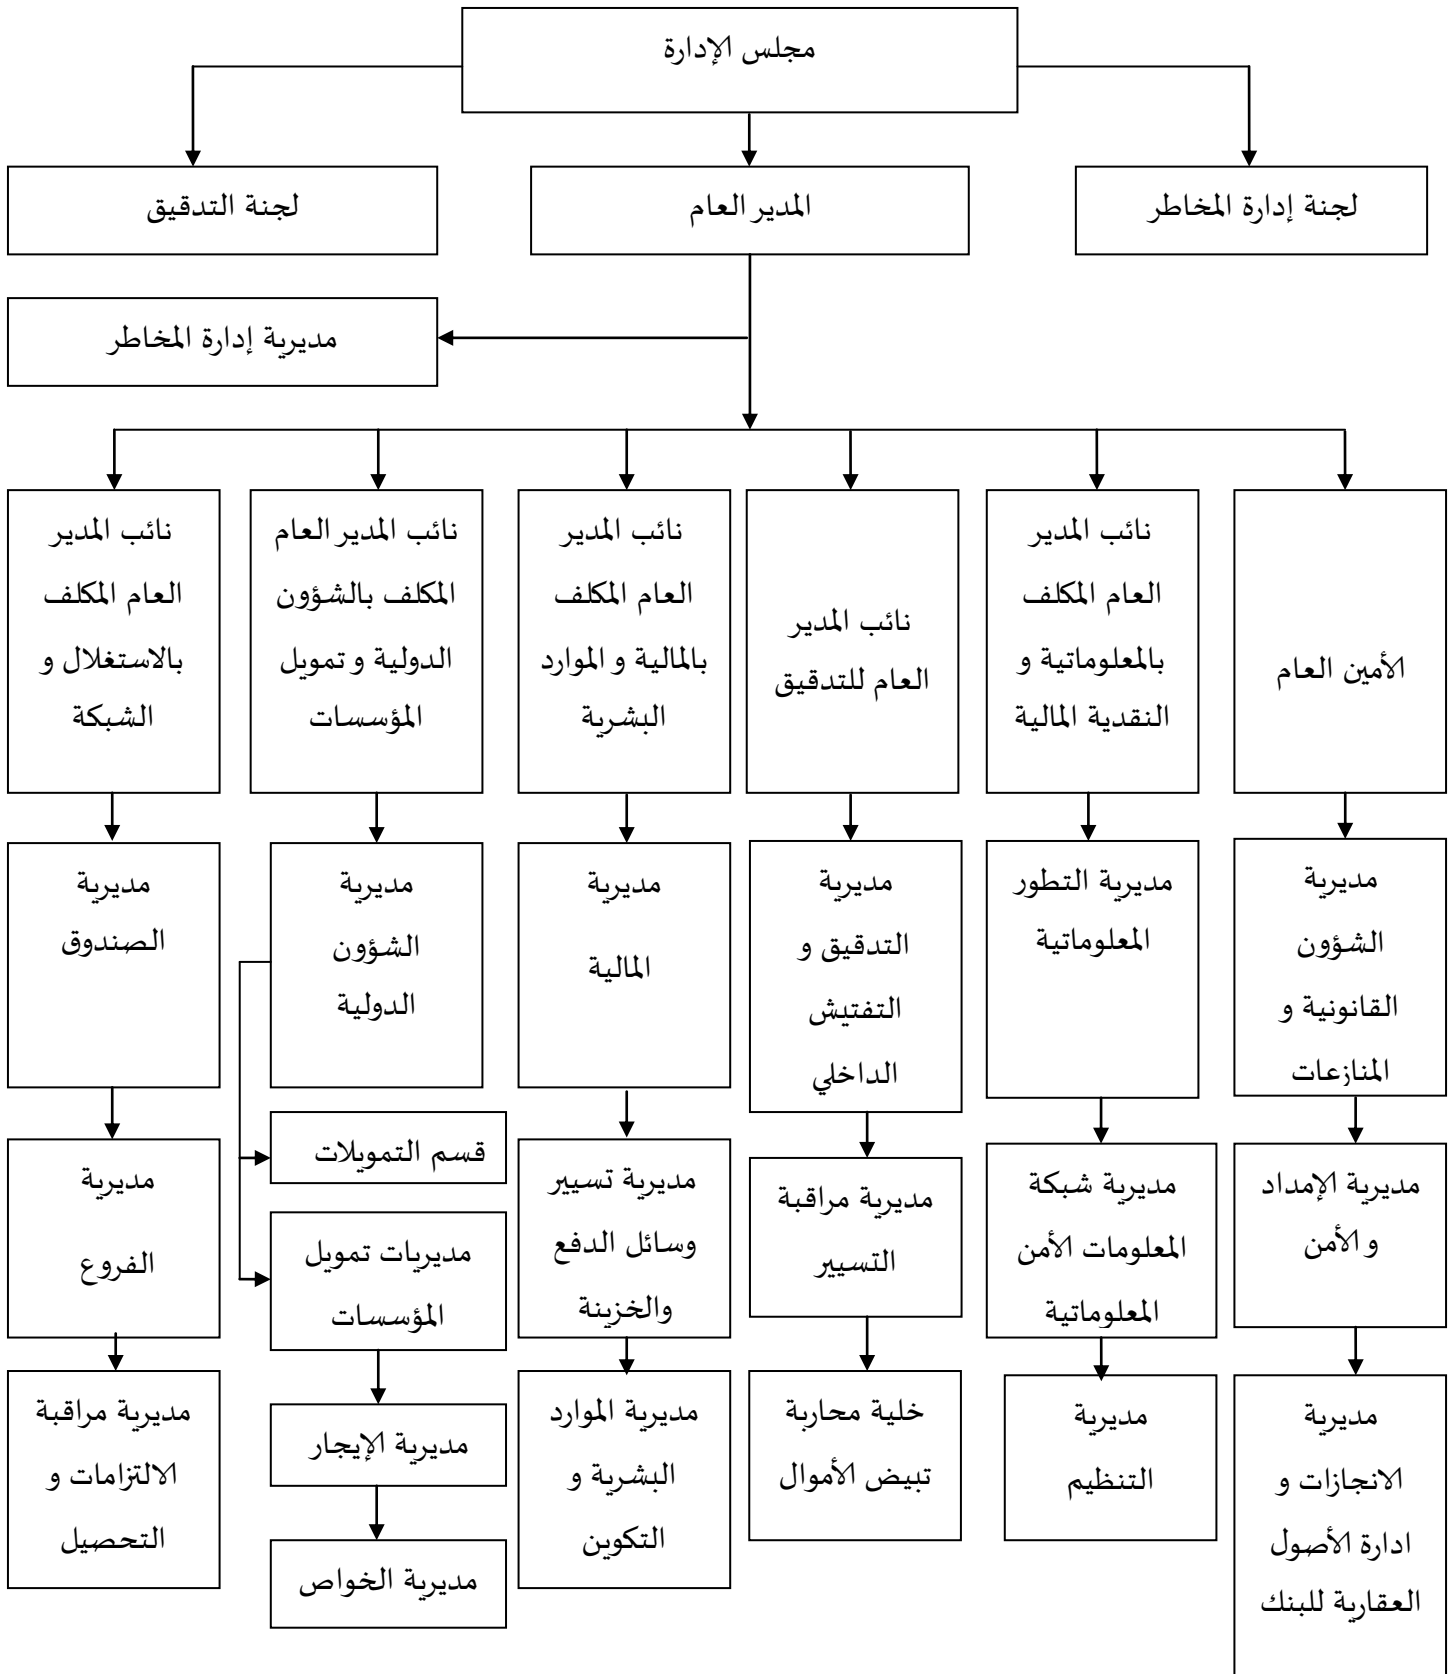 مجلس الإدارة
لجنة إدارة المخاطر
المدير العام
لجنة التدقيق
مديرية إدارة المخاطر
الأمين العام
نائب المدير
العام المكلف
بالمعلوماتية و
النقدية المالية
نائب المدير
العام للتدقيق
نائب المدير
العام المكلف
بالمالية و الموارد
البشرية
نائب المدير العام
المكلف بالشؤون
الدولية و تمويل
المؤسسات
نائب المدير
العام المكلف
بالاستغلال و
الشبكة
مديرية
الشؤون
القانونية و
المنازعات
مديرية التطور
المعلوماتية
مديرية
التدقيق و
التفتيش
الداخلي
مديرية
المالية
مديرية
الشؤون
الدولية
مديرية
الصندوق
مديرية الإمداد
و الأمن
مديرية شبكة
المعلومات الأمن
المعلوماتية
مديرية مراقبة
التسيير
مديرية تسيير
وسائل الدفع
والخزينة
قسم التمويلات
مديريات تمويل
المؤسسات
مديرية
الفروع
مديرية
الانجازات و
ادارة الأصول
العقارية للبنك
مديرية
التنظيم
خلية محاربة
تبيض الأموال
مديرية الموارد
البشرية و
التكوين
مديرية الإيجار
مديرية الخواص
مديرية مراقبة
الالتزامات و
التحصيل